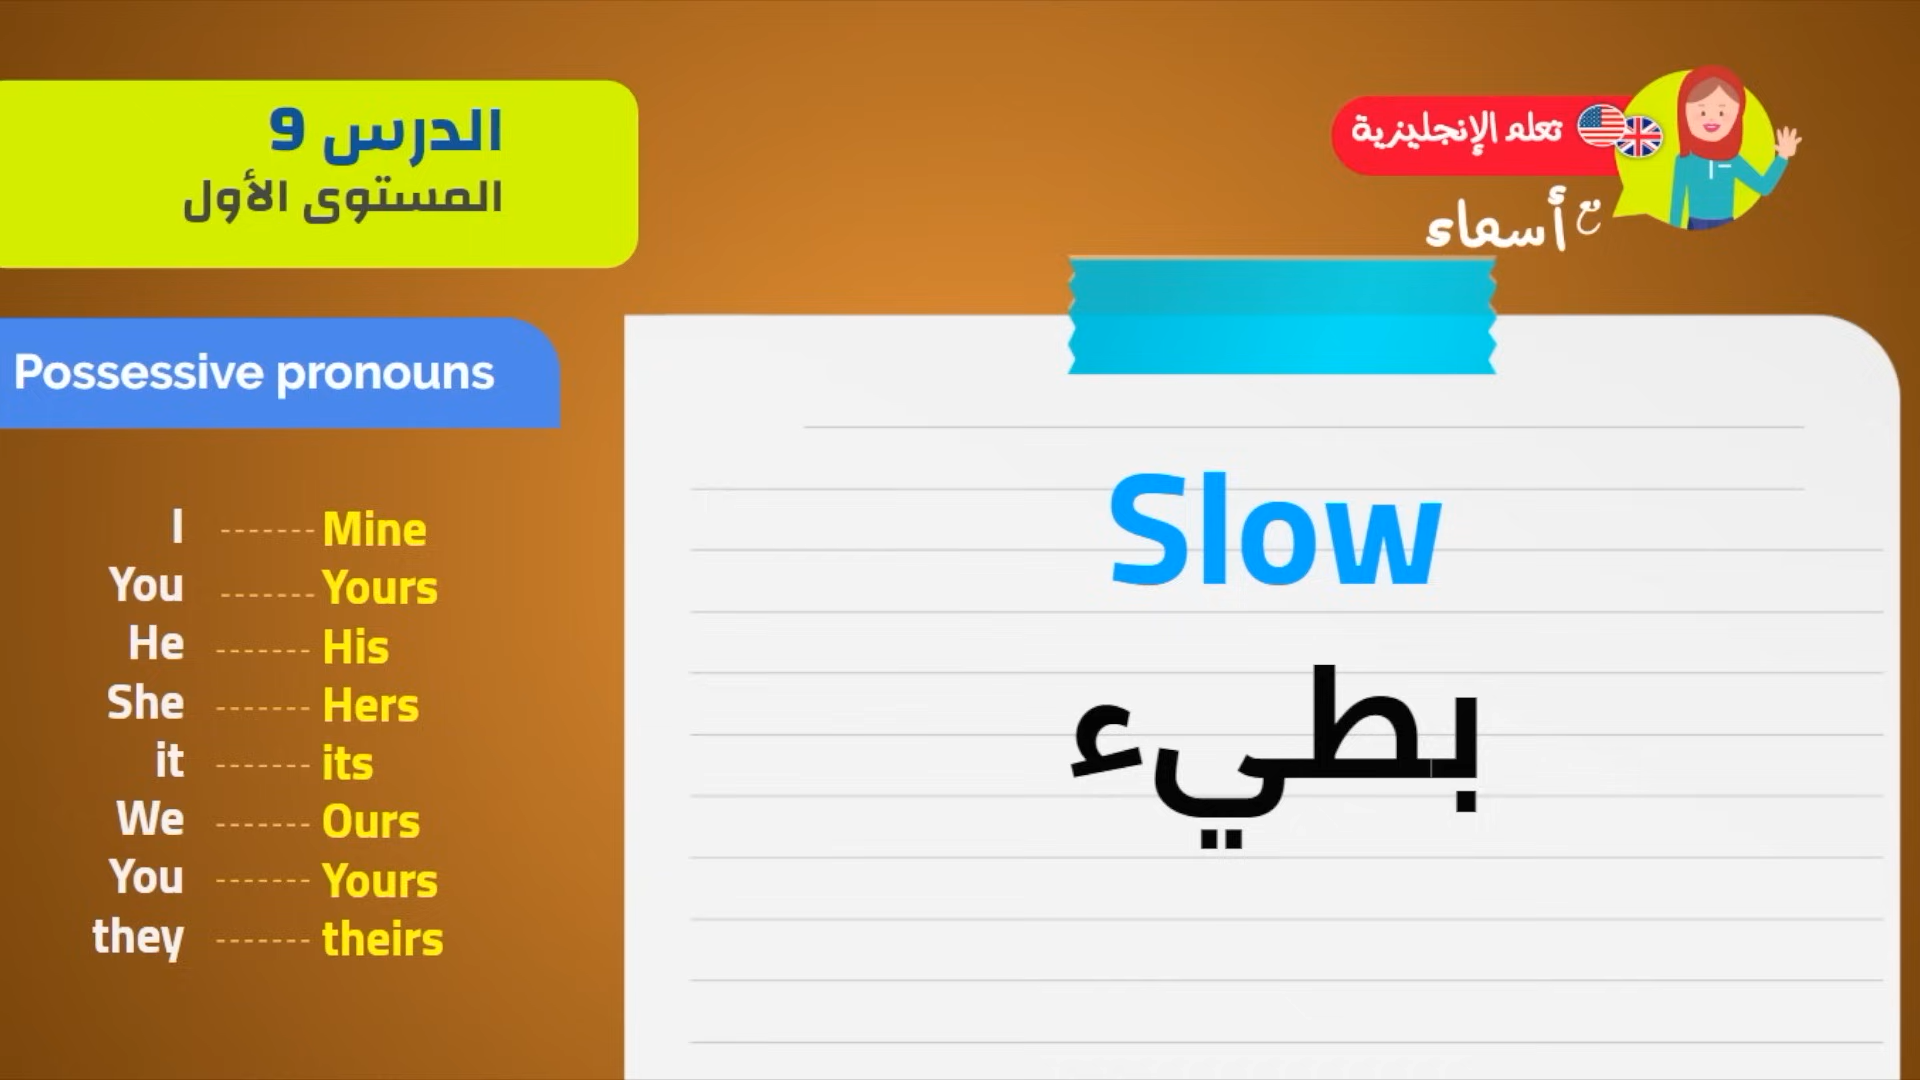 الدرس 9
المستوى الأول
تعلم الإنجليزية
مع أسماء
Possessive pronouns
I ------- Mine
You ------- Yours
He ------- His
She ------- Hers
it ------- its
We ------- Ours
You ------- Yours
they ------- theirs
Slow
بطيء